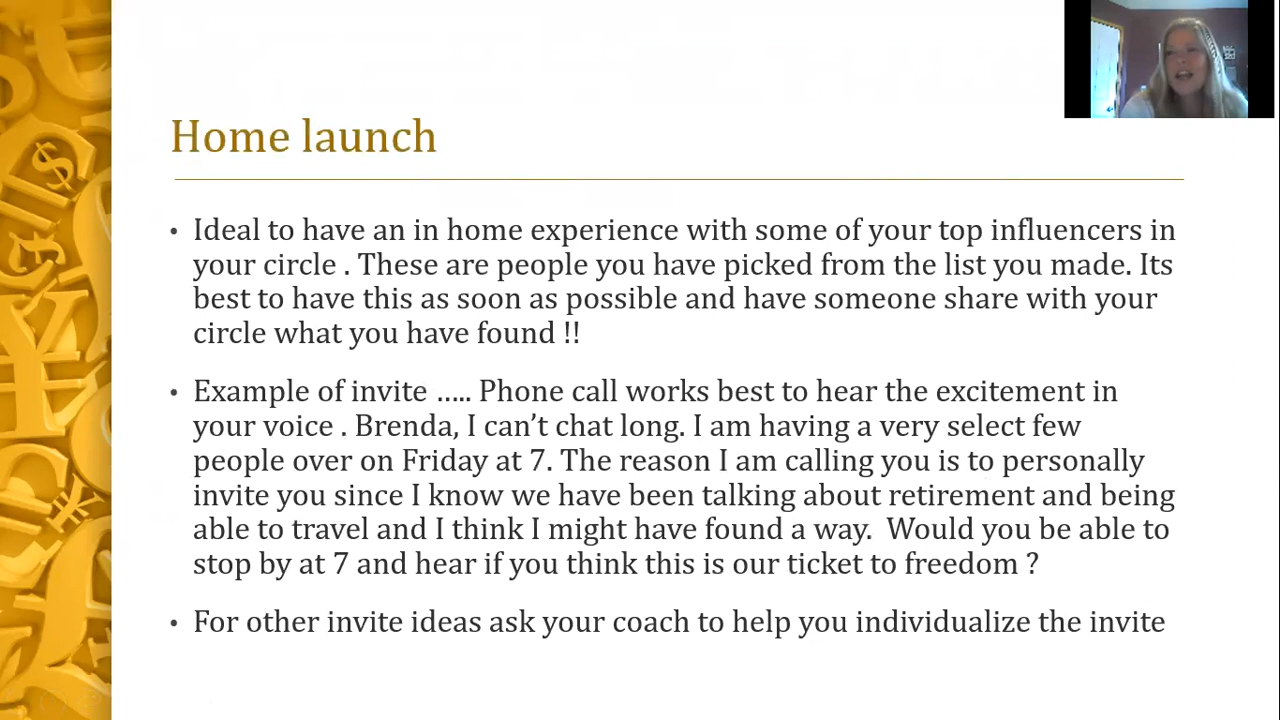 Home launch
• Ideal to have an in home experience with some of your top influencers in
your circle . These are people you have picked from the list you made. Its
best to have this as soon as possible and have someone share with your
circle what you have found !!
• Example of invite ….. Phone call works best to hear the excitement in
your voice . Brenda, I can’t chat long. I am having a very select few
people over on Friday at 7. The reason I am calling you is to personally
invite you since I know we have been talking about retirement and being
able to travel and I think I might have found a way.  Would you be able to
stop by at 7 and hear if you think this is our ticket to freedom ?
• For other invite ideas ask your coach to help you individualize the invite